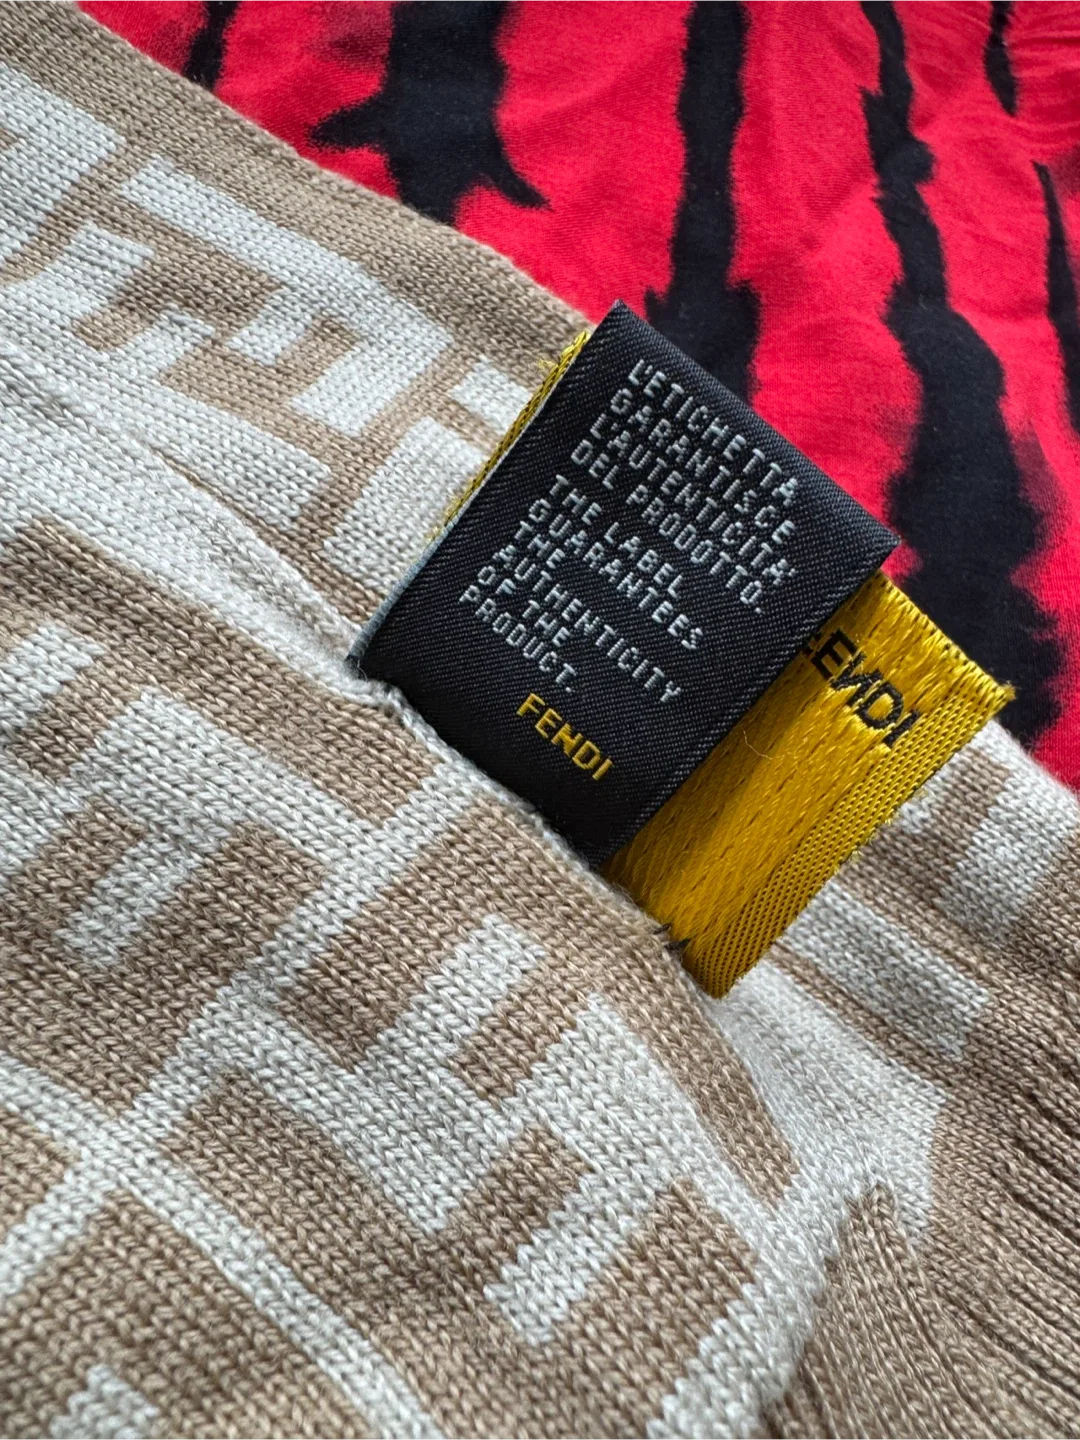 L'ETICHETTA
GARANTISCE
L'AUTENTICITÀ
DEL PRODOTTO.
THE LABEL
GUARANTEES
THE
AUTHENTICITY
OF THE
PRODUCT.
FENDI
FENDI